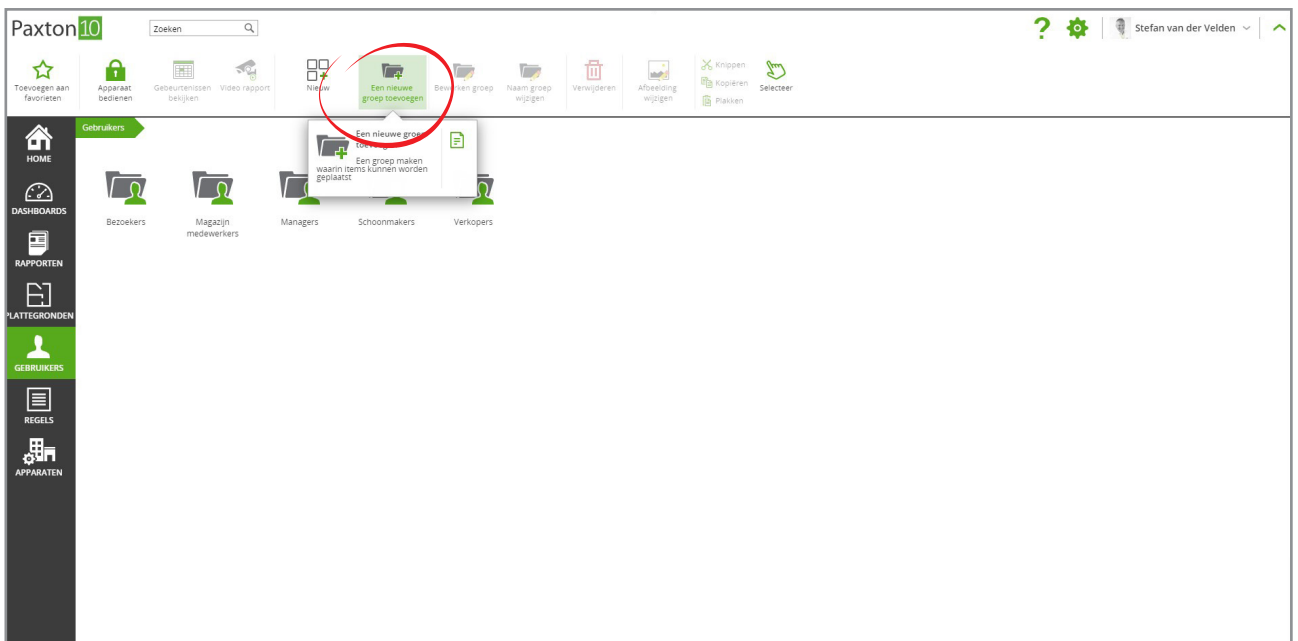 Paxton 10
Zoeken
?
Stefan van der Velden
Toevoegen aan
favorieten
Apparaat
bedienen
Gebeurtenissen
bekijken
Video rapport
Nieuw
Een nieuwe
groep toevoegen
Bewerken groep
Naam groep
wijzigen
Verwijderen
Afbeelding
wijzigen
Knippen
Kopiëren
Plakken
Selecteer
HOME
DASHBOARDS
RAPPORTEN
PLATTEGRONDEN
GEBRUIKERS
REGELS
APPARATEN
Gebruikers
Een nieuwe groep
toevoegen
Een groep maken
waarin items kunnen worden
geplaatst
Bezoekers
Magazijn
medewerkers
Managers
Schoonmakers
Verkopers